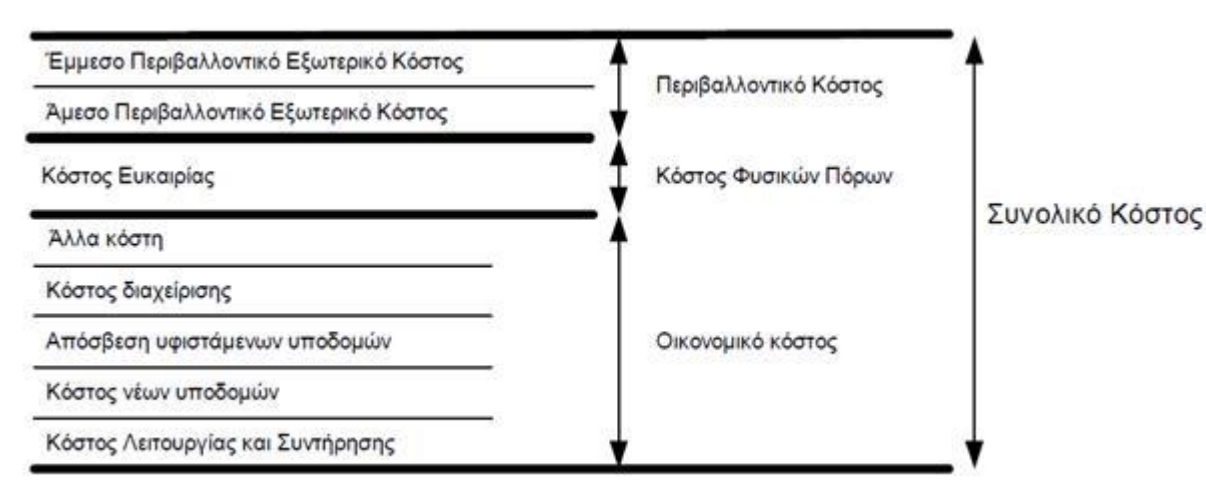 Έμμεσο Περιβαλλοντικό Εξωτερικό Κόστος
Άμεσο Περιβαλλοντικό Εξωτερικό Κόστος
Περιβαλλοντικό Κόστος
Κόστος Ευκαιρίας
Κόστος Φυσικών Πόρων
Συνολικό Κόστος
Άλλα κόστη
Κόστος διαχείρισης
Απόσβεση υφιστάμενων υποδομών
Οικονομικό κόστος
Κόστος νέων υποδομών
Κόστος Λειτουργίας και Συντήρησης